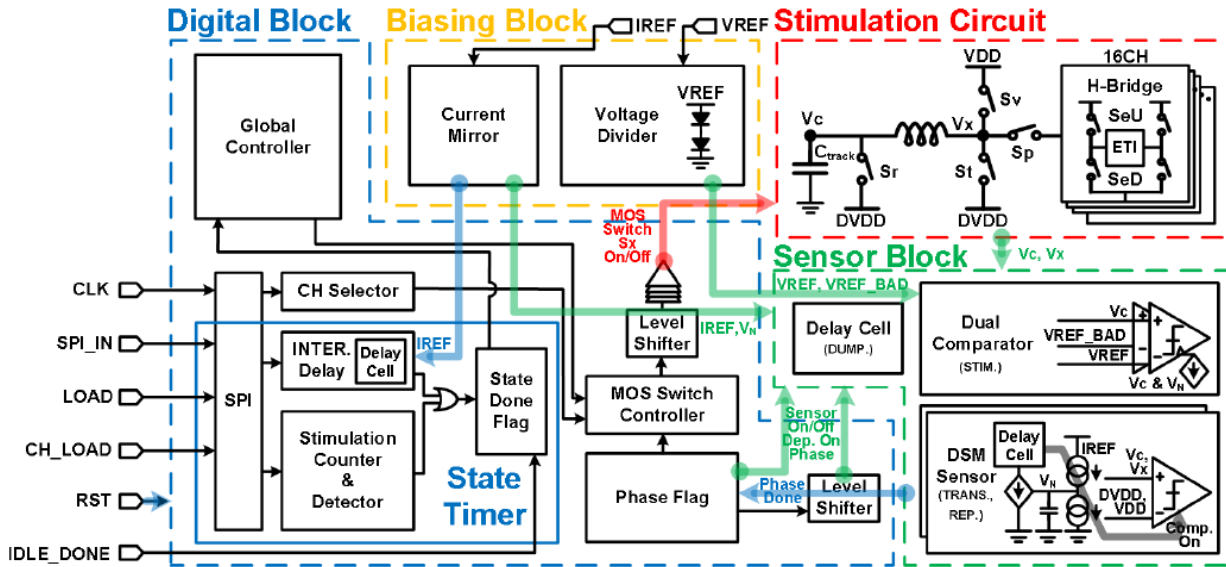 Digital Block
Biasing Block
IREF
VREF
Stimulation Circuit
Global
Controller
Current
Mirror
Voltage
Divider
VREF
VDD
Sv
Vc
Vx
Sp
Ctrack
Sr
St
DVDD
DVDD
16CH
H-Bridge
SeU
ETI
SeD
MOS
Switch
Sx
On/Off
Sensor Block
Vc, Vx
VREF, VREF_BAD
CLK
SPI_IN
LOAD
CH_LOAD
RST
IDLE_DONE
SPI
CH Selector
INTER.
Delay
Delay
Cell
IREF
Stimulation
Counter
&
Detector
State
Done
Flag
State
Timer
Level
Shifter
IREF,VN
MOS Switch
Controller
Phase Flag
Sensor
On/Off
Dep. On
Phase
Phase
Done
Level
Shifter
Delay Cell
(DUMP.)
Dual
Comparator
(STIM.)
Vc
VREF_BAD
VREF
Vc & VN
DSM
Sensor
(TRANS.,
REP.)
Delay
Cell
IREF
VN
Vc,
Vx
DVDD,
VDD
Comp.
On